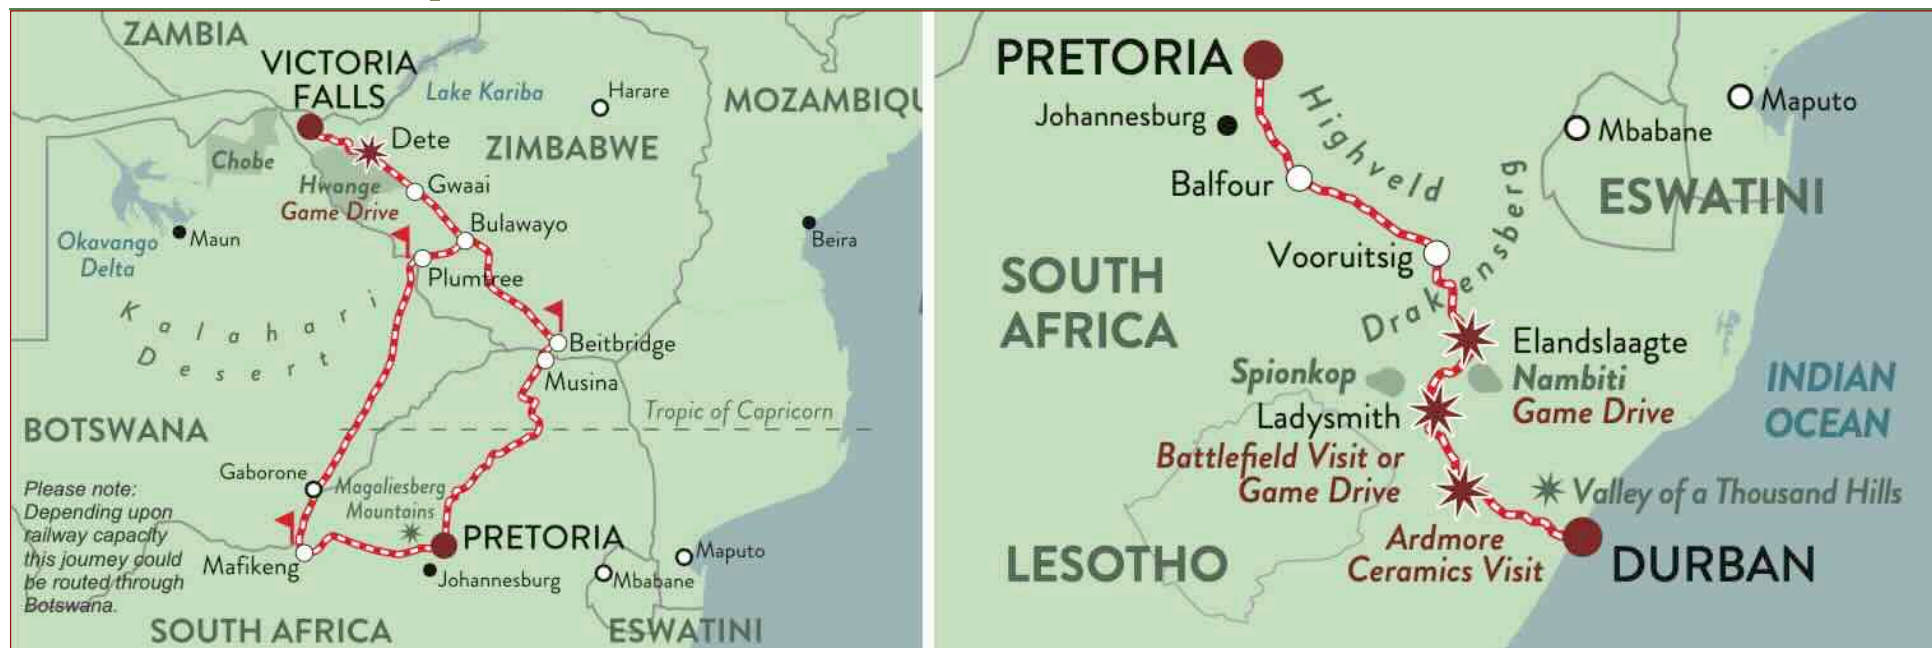 ZAMBIA
VICTORIA
FALLS
Lake Kariba
Harare
MOZAMBIQU
Dete
ZIMBABWE
Chobe
Hwange
Game Drive
Gwaai
Bulawayo
Okavango
Delta
Maun
Beira
Plumtree
Kalahari
Desert
Beitbridge
Musina
Tropic of Capricorn
BOTSWANA
Gaborone
Magaliesberg
Mountains
Please note:
Depending upon
railway capacity
this journey could
be routed through
Botswana.
Mafikeng
PRETORIA
Johannesburg
Maputo
Mbabane
SOUTH AFRICA
ESWATINI
PRETORIA
Johannesburg
Highveld
Maputo
Mbabane
Balfour
ESWATINI
Vooruitsig
Drakensberg
SOUTH
AFRICA
Elandslaagte
Spionkop
Nambiti
Game Drive
INDIAN
OCEAN
Ladysmith
Battlefield Visit or
Game Drive
Valley of a Thousand Hills
Ardmore
Ceramics Visit
LESOTHO
DURBAN